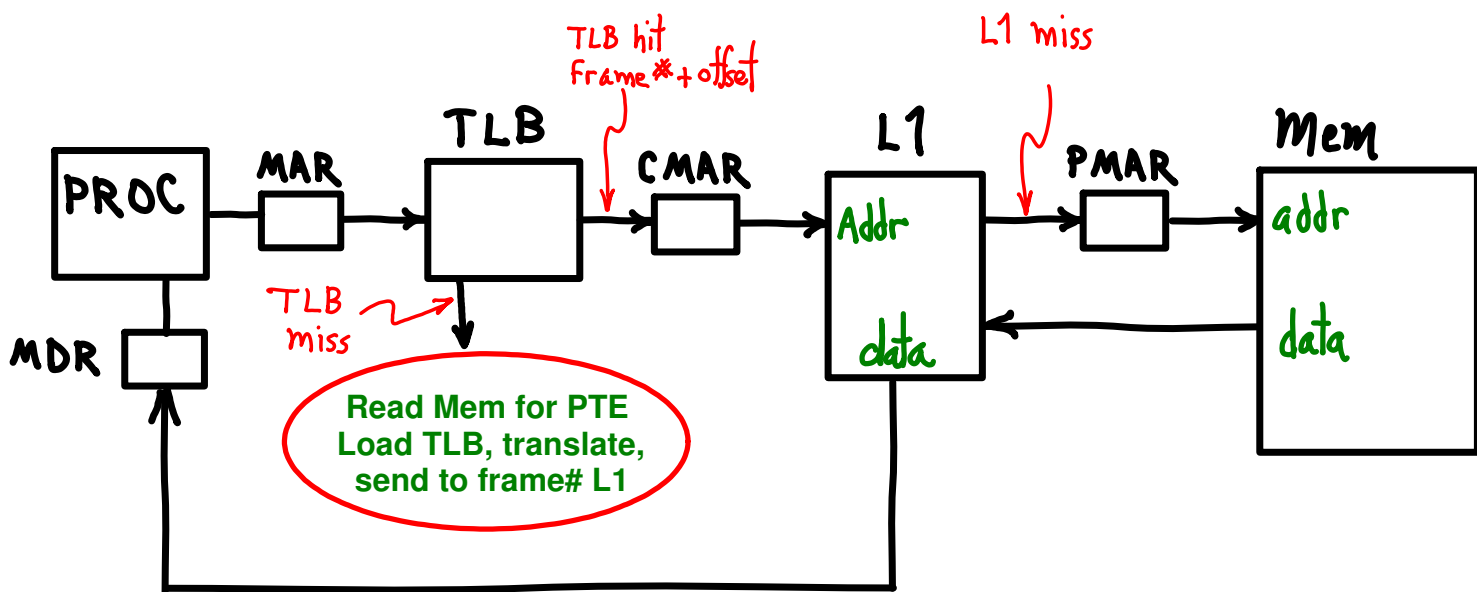 TLB hit
Frame#+offset
L1 miss
TLB
L1
Mem
PROC
MAR
CMAR
PMAR
Addr
addr
TLB
miss
MDR
data
data
Read Mem for PTE
Load TLB, translate,
send to frame# L1